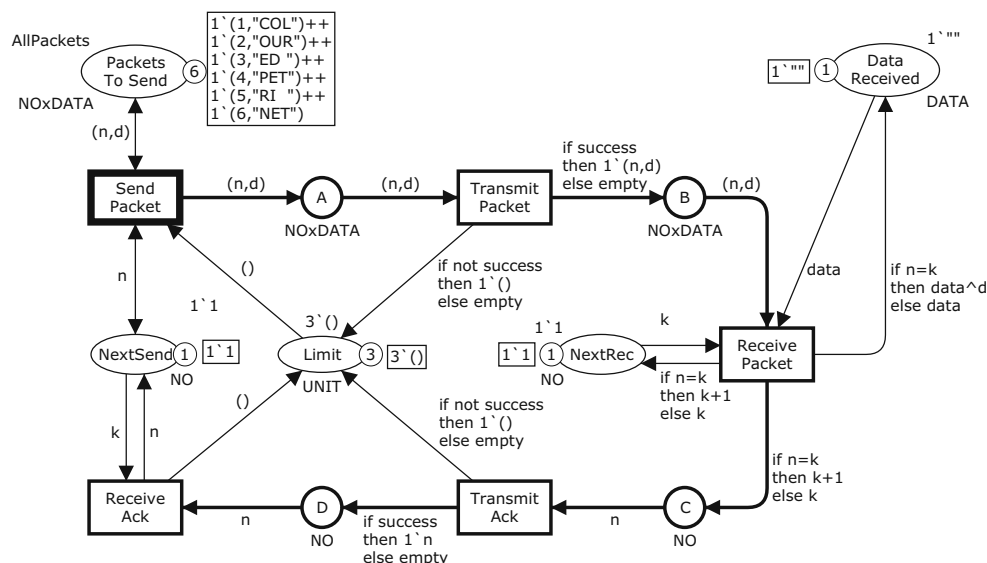 AllPackets
Packets
To Send
6
1`(1,"COL")++
1`(2,"OUR")++
1`(3,"ED ")++
1`(4,"PET")++
1`(5,"RI  ")++
1`(6,"NET")
NOxDATA
1`""
1`""
1
Data
Received
DATA
(n,d)
Send
Packet
(n,d)
A
NOxDATA
(n,d)
Transmit
Packet
if success
then 1`(n,d)
else empty
B
NOxDATA
(n,d)
n
()
if not success
then 1`()
else empty
data
if n=k
then data^d
else data
1`1
NextSend
1
1`1
NO
3`()
Limit
3
3`()
UNIT
1`1
1`1
1
NextRec
NO
k
if n=k
then k+1
else k
Receive
Packet
k
n
()
if not success
then 1`()
else empty
if n=k
then k+1
else k
Receive
Ack
n
D
NO
if success
then 1`n
else empty
Transmit
Ack
n
C
NO